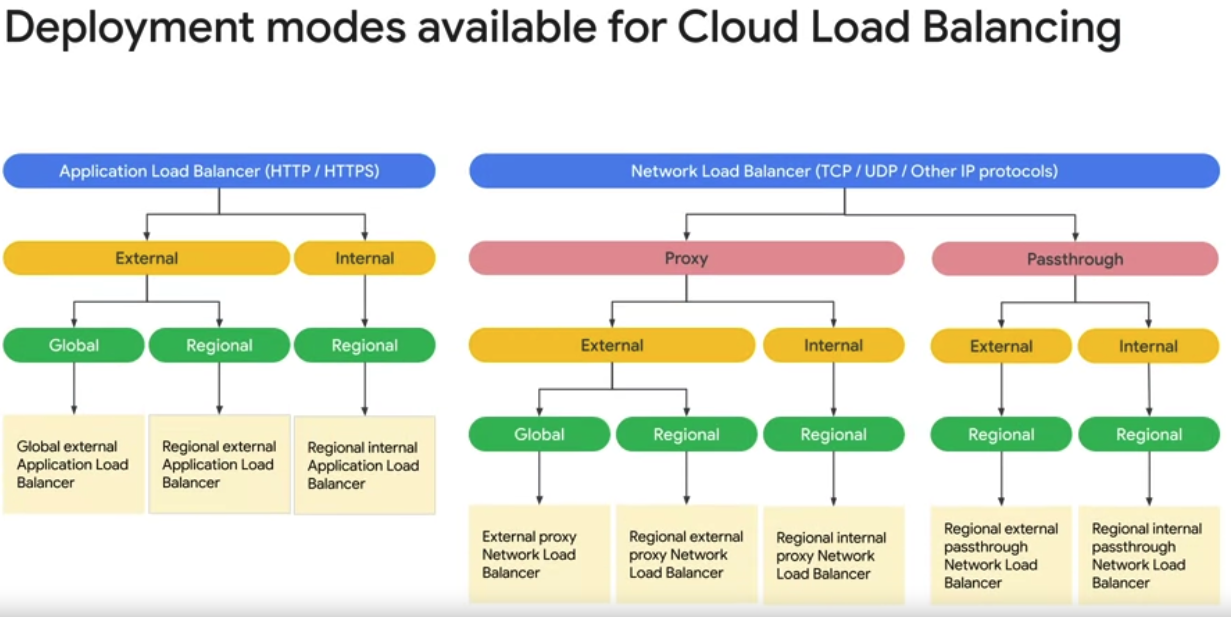 Deployment modes available for Cloud Load Balancing
Application Load Balancer (HTTP / HTTPS)
External
Internal
Global
Regional
Regional
Global external
Application Load
Balancer
Regional external
Application Load
Balancer
Regional internal
Application Load
Balancer
Network Load Balancer (TCP / UDP / Other IP protocols)
Proxy
Passthrough
External
Internal
External
Internal
Global
Regional
Regional
Regional
Regional
External proxy
Network Load
Balancer
Regional external
proxy Network
Load Balancer
Regional internal
proxy Network
Load Balancer
Regional external
passthrough
Network Load
Balancer
Regional internal
passthrough
Network Load
Balancer